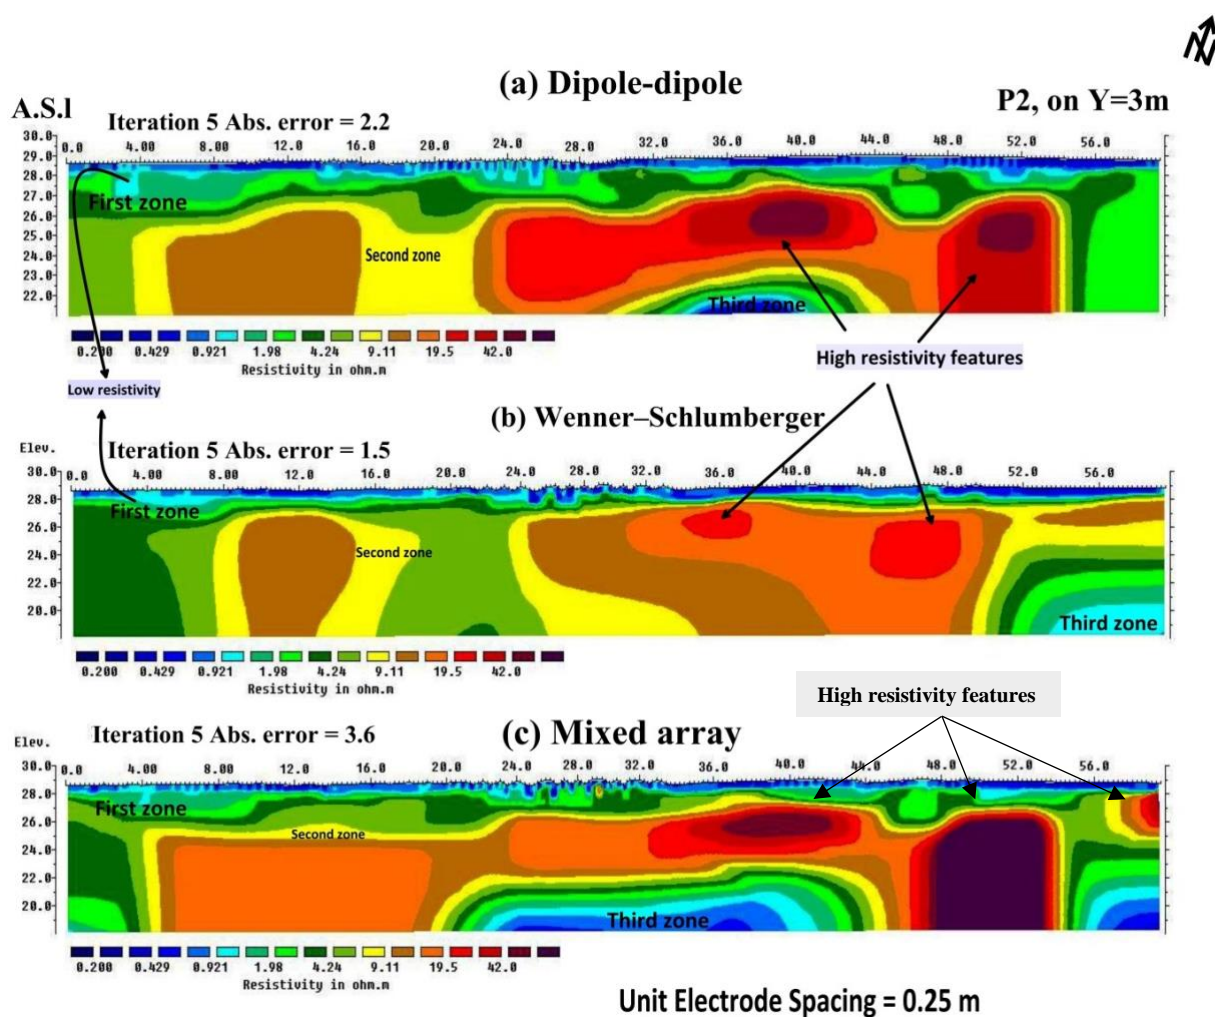 N
(a) Dipole-dipole
A.S.l
P2, on Y=3m
Iteration 5 Abs. error = 2.2
30.0
0.0 4.00 8.00 12.0 16.0 20.0 24.0 28.0 32.0 36.0 40.0 44.0 48.0 52.0
29.0
28.0
27.0
First zone
26.0
25.0
Second zone
24.0
23.0
22.0
Third zone
0.200 0.429 0.921 1.98 4.24 9.11 19.5 42.0
Resistivity in ohm.m
High resistivity features
Low resistivity
(b) Wenner–Schlumberger
Elev.
Iteration 5 Abs. error = 1.5
30.0
0.0 4.00 8.00 12.0 16.0 20.0 24.0 28.0 32.0 36.0 40.0 44.0 48.0 52.0 56.0
28.0
First zone
26.0
Second zone
24.0
22.0
20.0
Third zone
0.200 0.429 0.921 1.98 4.24 9.11 19.5 42.0
Resistivity in ohm.m
High resistivity features
(c) Mixed array
Elev.
Iteration 5 Abs. error = 3.6
30.0
0.0 4.00 8.00 12.0 16.0 20.0 24.0 28.0 32.0 36.0 40.0 44.0 48.0 52.0 56.0
28.0
First zone
26.0
Second zone
24.0
22.0
20.0
Third zone
0.200 0.429 0.921 1.98 4.24 9.11 19.5 42.0
Resistivity in ohm.m
Unit Electrode Spacing = 0.25 m